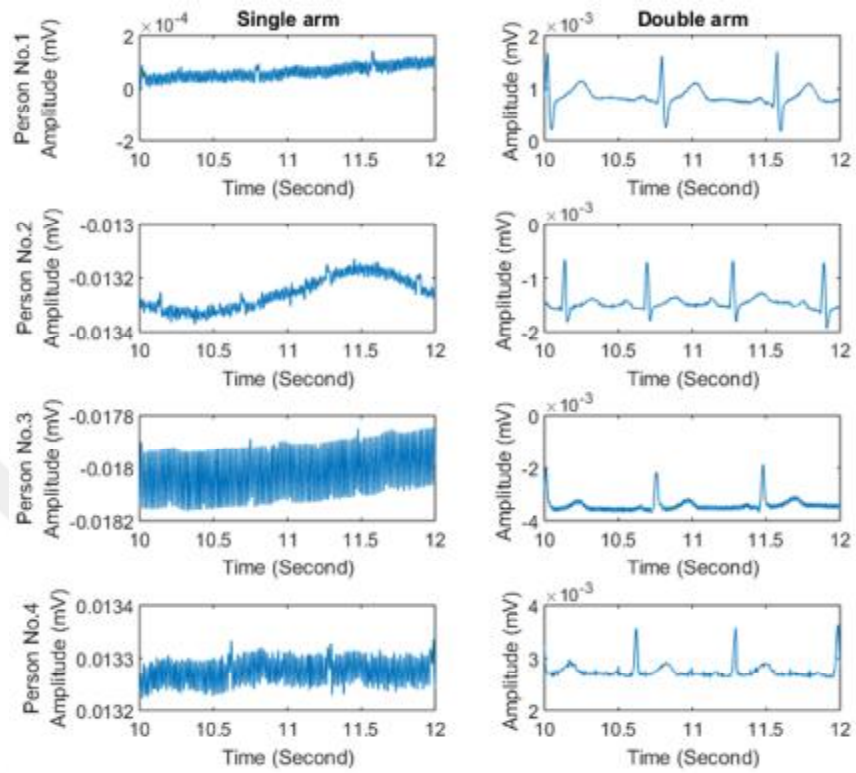 Single arm
Double arm
×10^-4
×10^-3
Person No.1
Amplitude (mV)
2
0
-2
10 10.5 11 11.5 12
Time (Second)
Amplitude (mV)
2
1
0
10 10.5 11 11.5 12
Time (Second)
Person No.2
Amplitude (mV)
-0.013
-0.0132
-0.0134
10 10.5 11 11.5 12
Time (Second)
×10^-3
Amplitude (mV)
0
-1
-2
10 10.5 11 11.5 12
Time (Second)
Person No.3
Amplitude (mV)
-0.0178
-0.018
-0.0182
10 10.5 11 11.5 12
Time (Second)
×10^-3
Amplitude (mV)
0
-2
-4
10 10.5 11 11.5 12
Time (Second)
Person No.4
Amplitude (mV)
0.0134
0.0133
0.0132
10 10.5 11 11.5 12
Time (Second)
×10^-3
Amplitude (mV)
4
3
2
10 10.5 11 11.5 12
Time (Second)